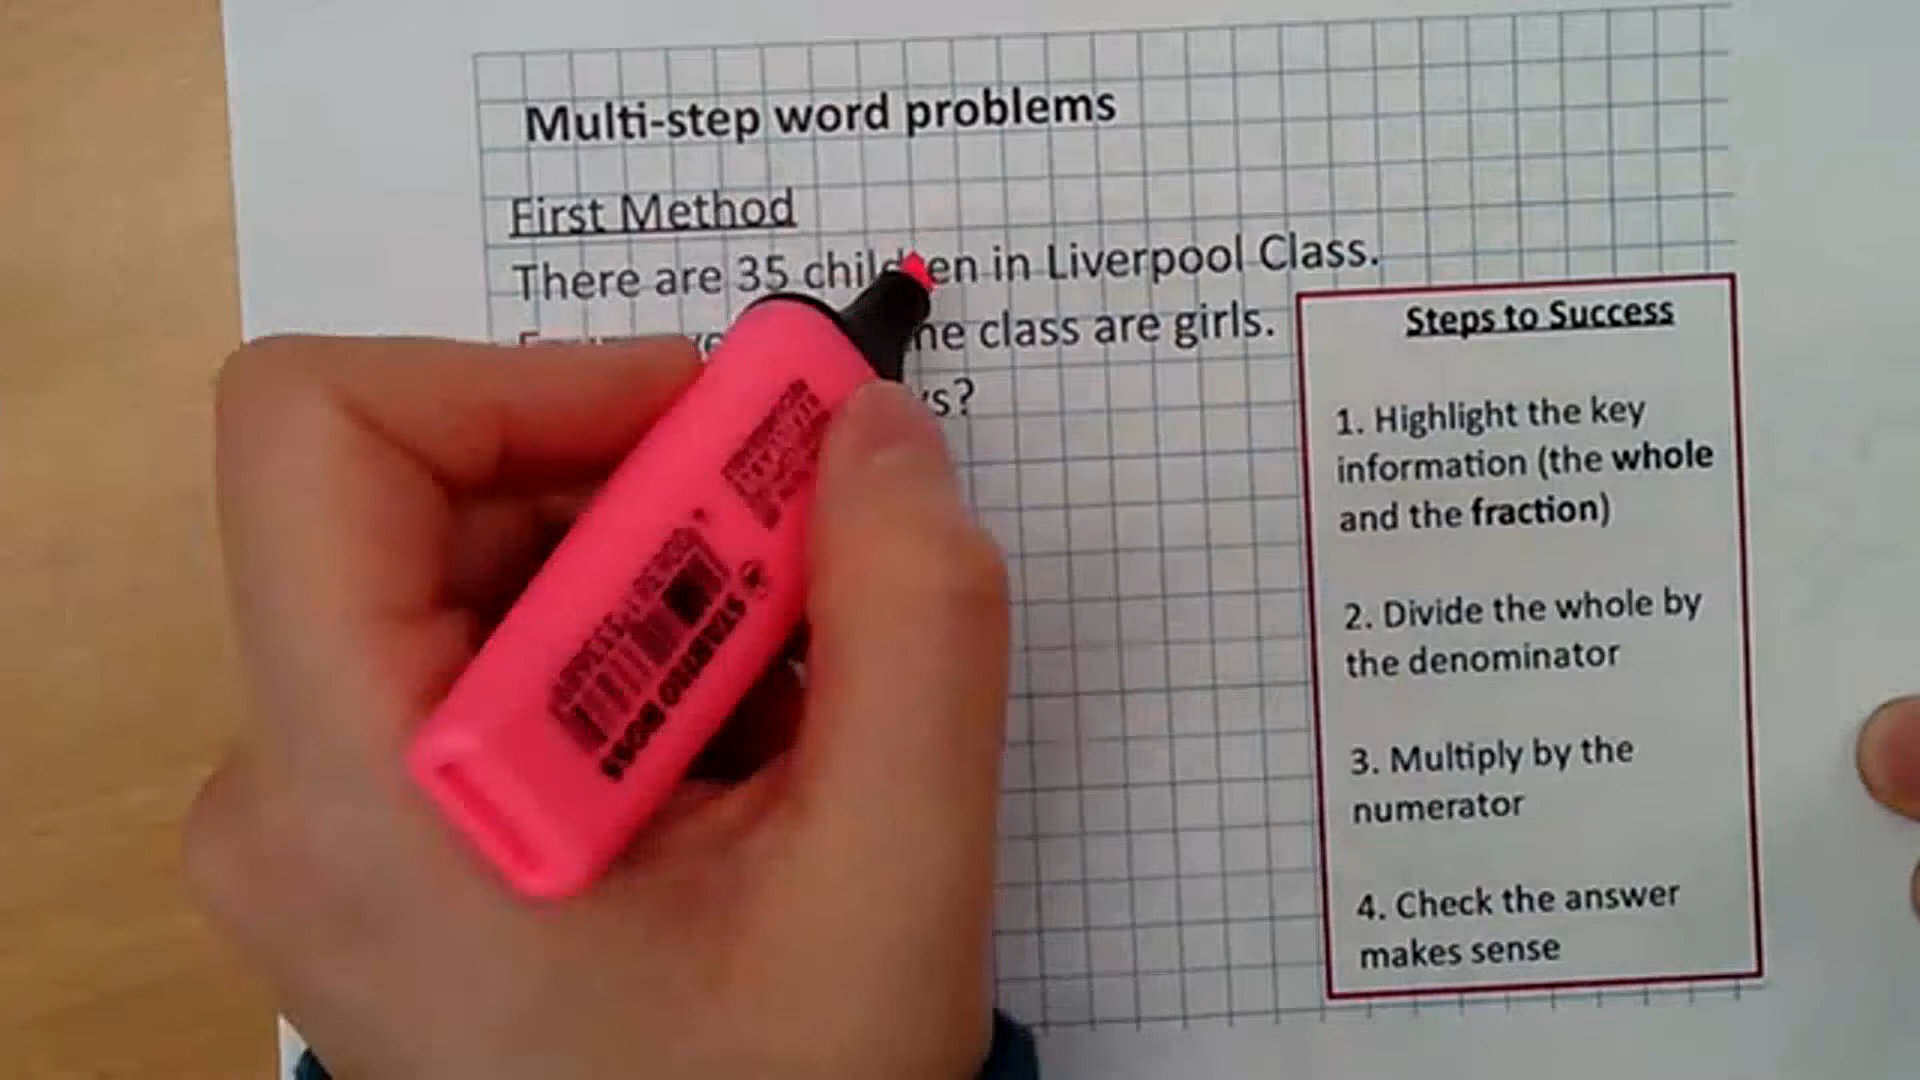 Multi-step word problems
First Method
There are 35 children in Liverpool Class.
the class are girls.
?
Steps to Success
1. Highlight the key
information (the whole
and the fraction)
2. Divide the whole by
the denominator
3. Multiply by the
numerator
4. Check the answer
makes sense
STABILO BOSS